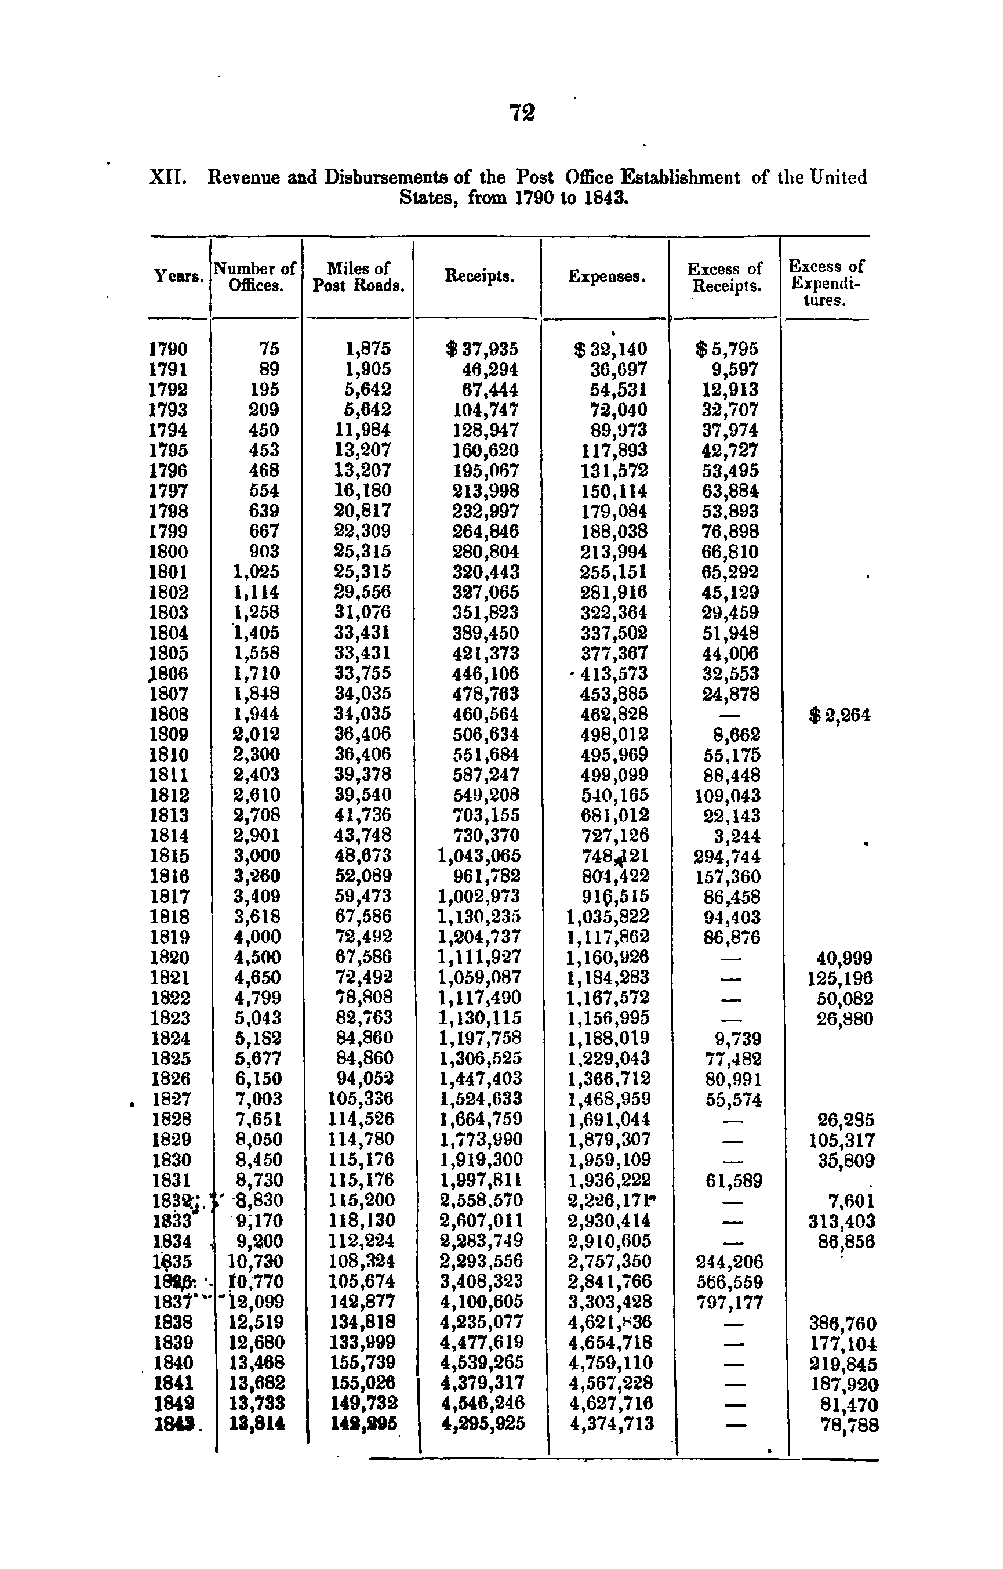 72
XII. Revenue and Disbursements of the Post Office Establishment of the United
States, from 1790 to 1843.
Years. Number of Offices. Miles of Post Roads. Receipts. Expenses. Excess of Receipts. Excess of Expendi-tures.
1790 75 1,875 $37,935 $32,140 $5,795
1791 89 1,905 46,294 36,697 9,597
1792 195 5,642 67,444 54,531 12,913
1793 209 5,642 104,747 72,040 32,707
1794 450 11,984 128,947 89,973 37,974
1795 453 13,207 160,620 117,893 42,727
1796 468 13,207 195,067 131,572 53,495
1797 554 16,180 213,998 150,114 63,884
1798 639 20,817 232,997 179,084 53,893
1799 667 22,309 264,846 188,038 76,898
1800 903 25,315 280,804 213,994 66,810
1801 1,025 25,315 320,443 255,151 65,292
1802 1,114 29,556 327,065 281,916 45,129
1803 1,258 31,076 351,823 322,364 29,459
1804 1,405 33,431 389,450 337,502 51,948
1805 1,558 33,431 421,373 377,367 44,006
1806 1,710 33,755 446,106 413,573 32,553
1807 1,848 34,035 478,763 453,885 24,878
1808 1,944 34,035 460,564 462,828 — $2,264
1809 2,012 36,406 506,634 498,012 8,662
1810 2,300 36,406 551,684 495,969 55,175
1811 2,403 39,378 587,247 499,099 88,448
1812 2,610 39,540 549,208 540,165 109,043
1813 2,708 41,736 703,155 681,012 22,143
1814 2,901 43,748 730,370 727,126 3,244
1815 3,000 48,673 1,043,065 748,121 294,744
1816 3,260 52,089 961,782 804,422 157,360
1817 3,409 59,473 1,002,973 916,515 86,458
1818 3,618 67,586 1,130,235 1,035,822 94,403
1819 4,000 72,492 1,204,737 1,117,862 86,876
1820 4,500 67,586 1,111,927 1,160,926 — 40,999
1821 4,650 72,492 1,059,087 1,184,283 — 125,196
1822 4,799 78,808 1,117,490 1,167,572 — 50,082
1823 5,043 82,763 1,130,115 1,156,995 — 26,880
1824 5,182 84,860 1,197,758 1,188,019 9,739
1825 5,677 84,860 1,306,525 1,229,043 77,482
1826 6,150 94,052 1,447,403 1,366,712 80,991
1827 7,003 105,336 1,524,633 1,468,959 55,574
1828 7,651 114,526 1,664,759 1,691,044 — 26,285
1829 8,050 114,780 1,773,990 1,879,307 — 105,317
1830 8,450 115,176 1,919,300 1,959,109 — 35,809
1831 8,730 115,176 1,997,811 1,936,222 61,589
1832 8,830 115,200 2,558,570 2,226,171 — 7,601
1833 9,170 118,130 2,607,011 2,930,414 — 313,403
1834 9,200 112,224 2,283,749 2,910,605 — 86,856
1835 10,730 108,324 2,293,556 2,757,350 244,206
10,770 105,674 3,408,323 2,841,766 566,559
1837 12,099 142,877 4,100,605 3,303,428 797,177
1838 12,519 134,818 4,235,077 4,621,836 — 386,760
1839 12,680 133,999 4,477,619 4,654,718 — 177,104
1840 13,468 155,739 4,539,265 4,759,110 — 219,845
1841 13,682 155,026 4,379,317 4,567,228 — 187,920
1842 13,733 149,732 4,546,246 4,627,716 — 81,470
1843. 13,814 142,295 4,295,925 4,374,713 — 78,788